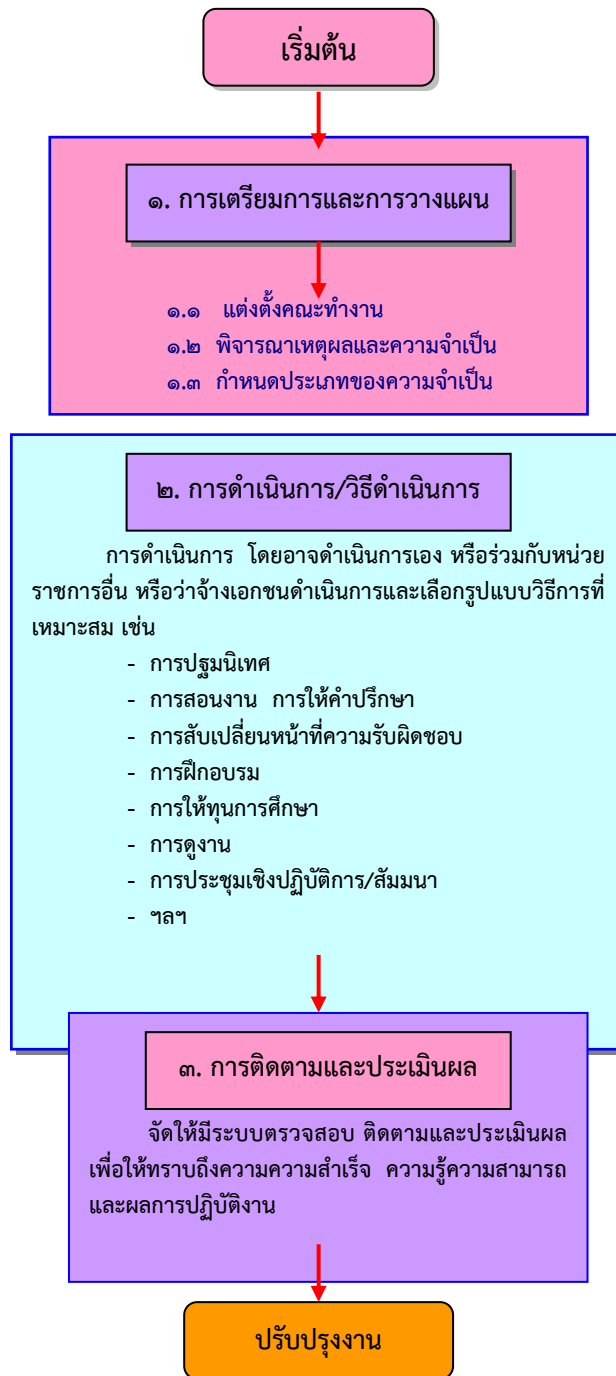 เริ่มต้น
๑. การเตรียมการและการวางแผน
๑.๑ แต่งตั้งคณะทำงาน
๑.๒ พิจารณาเหตุผลและความจำเป็น
๑.๓ กำหนดประเภทของความจำเป็น
๒. การดำเนินการ/วิธีดำเนินการ
การดำเนินการ โดยอาจดำเนินการเอง หรือร่วมกับหน่วย
ราชการอื่น หรือว่าจ้างเอกชนดำเนินการและเลือกรูปแบบวิธีการที่
เหมาะสม เช่น
- การปฐมนิเทศ
- การสอนงาน การให้คำปรึกษา
- การสับเปลี่ยนหน้าที่ความรับผิดชอบ
- การฝึกอบรม
- การให้ทุนการศึกษา
- การดูงาน
- การประชุมเชิงปฏิบัติการ/สัมมนา
- ฯลฯ
๓. การติดตามและประเมินผล
จัดให้มีระบบตรวจสอบ ติดตามและประเมินผล
เพื่อให้ทราบถึงความความสำเร็จ ความรู้ความสามารถ
และผลการปฏิบัติงาน
ปรับปรุงงาน